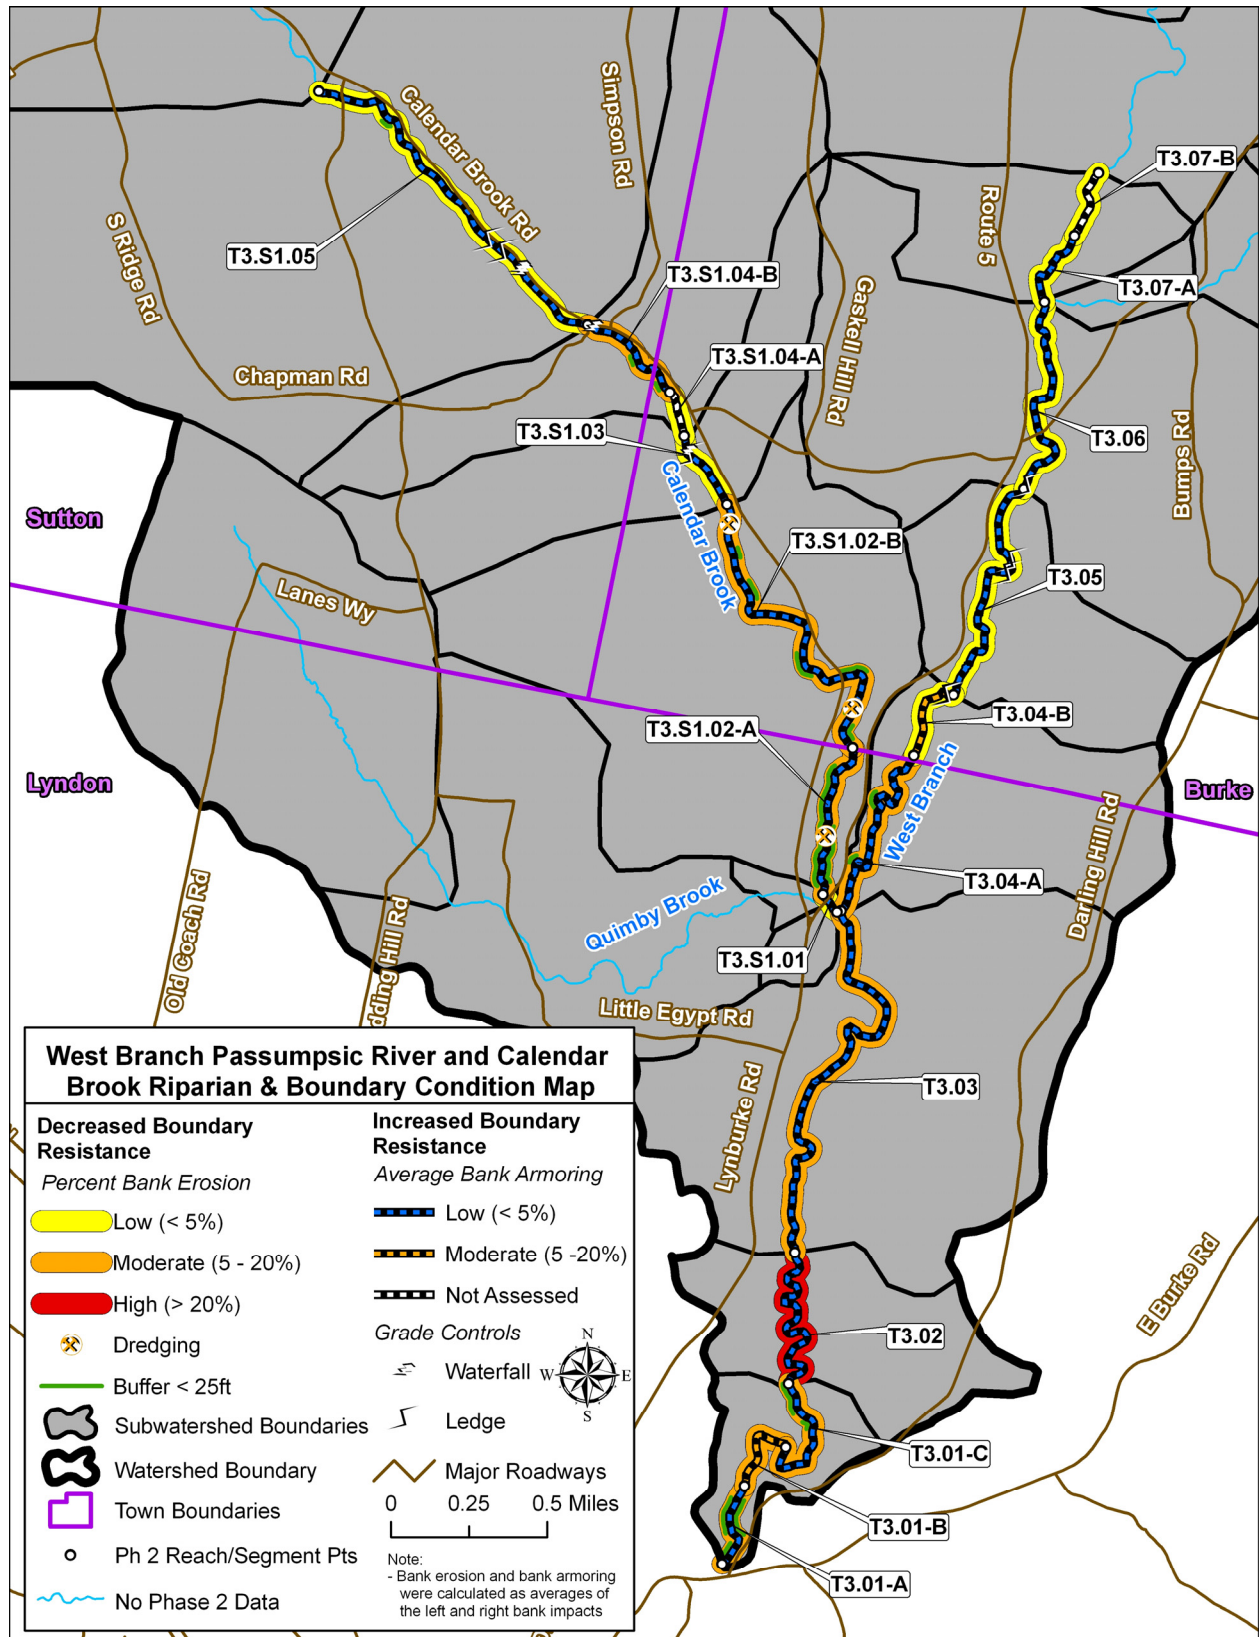 Calendar Brook Rd
Simpson Rd
T3.07-B
Route 5
S Ridge Rd
T3.S1.05
T3.S1.04-B
T3.07-A
Gaskell Hill Rd
T3.S1.04-A
Chapman Rd
T3.S1.03
T3.06
Bumps Rd
Calendar Brook
Sutton
T3.S1.02-B
T3.05
Lanes Wy
T3.S1.02-A
T3.04-B
Lyndon
Burke
West Branch
Darling Hill Rd
T3.04-A
Old Coach Rd
dding Hill Rd
Quimby Brook
T3.S1.01
Little Egypt Rd
T3.03
Lynburke Rd
E Burke Rd
T3.02
T3.01-C
T3.01-B
T3.01-A
West Branch Passumpsic River and Calendar
Brook Riparian & Boundary Condition Map
Decreased Boundary
Resistance
Percent Bank Erosion
Low (< 5%)
Moderate (5 - 20%)
High (> 20%)
Dredging
Buffer < 25ft
Subwatershed Boundaries
Watershed Boundary
Town Boundaries
Ph 2 Reach/Segment Pts
No Phase 2 Data
Increased Boundary
Resistance
Average Bank Armoring
Low (< 5%)
Moderate (5 -20%)
Not Assessed
Grade Controls
Waterfall
Ledge
N
W E
S
Major Roadways
0 0.25 0.5 Miles
Note:
- Bank erosion and bank armoring
were calculated as averages of
the left and right bank impacts